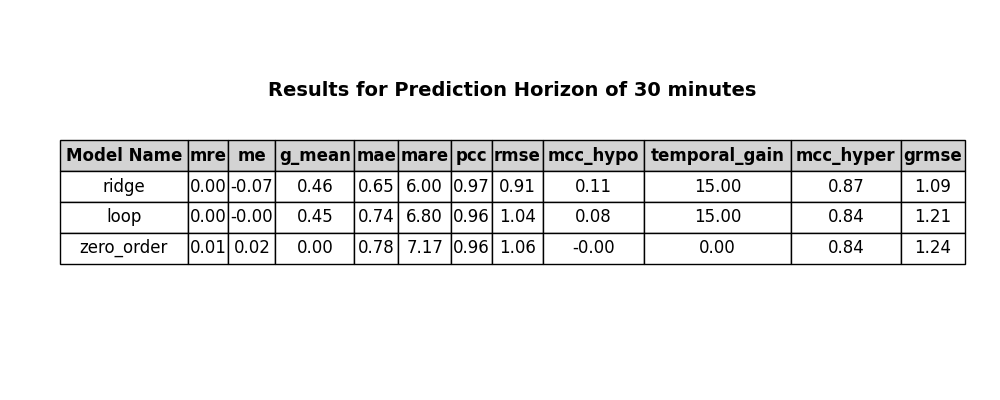 Results for Prediction Horizon of 30 minutes
Model Name mre me g_mean mae mare pcc rmse mcc_hypo temporal_gain mcc_hyper grmse
ridge 0.00 -0.07 0.46 0.65 6.00 0.97 0.91 0.11 15.00 0.87 1.09
loop 0.00 -0.00 0.45 0.74 6.80 0.96 1.04 0.08 15.00 0.84 1.21
zero_order 0.01 0.02 0.00 0.78 7.17 0.96 1.06 -0.00 0.00 0.84 1.24